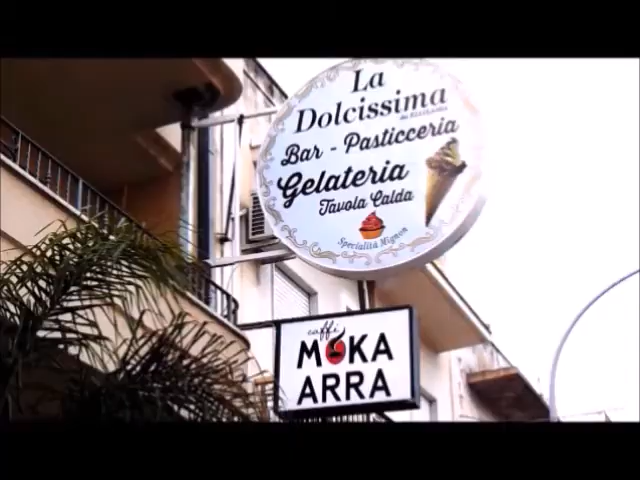 La
Dolcissima
Bar - Pasticceria
Gelateria
Tavola Calda
Specialità Mignon
caffè
MOKA
ARRA